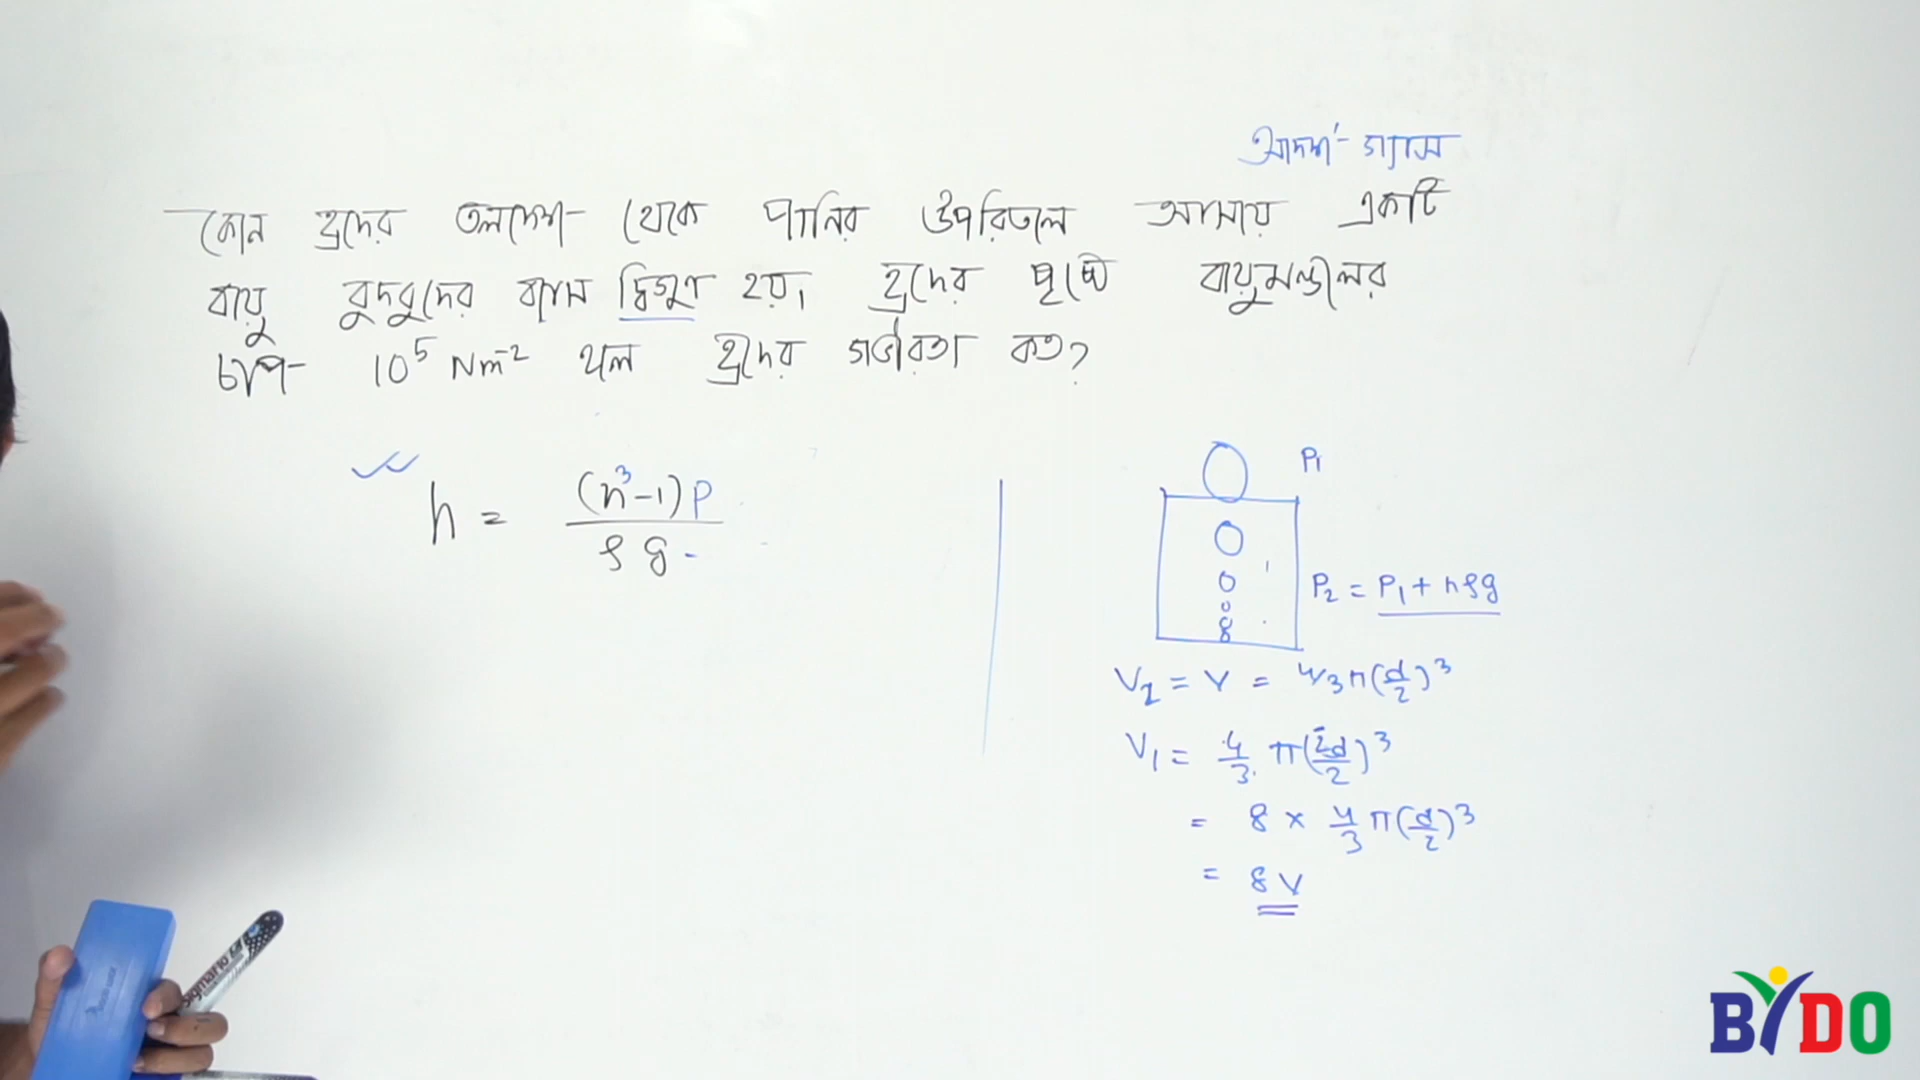 আদর্শ গ্যাস
কোন হ্রদের তলদেশ থেকে পানির উপরিতলে আসায় একটি
বায়ু বুদবুদের ব্যাস দ্বিগুণ হয়। হ্রদের পৃষ্ঠে বায়ুমন্ডলের
চাপ 10⁵ Nm⁻² হলে হ্রদের গভীরতা কত?
h = (n³-1)P / ρg
P₁
P₂ = P₁ + hρg
V₂ = V = 4/3 π(d/2)³
V₁ = 4/3 π(2d/2)³
= 8 × 4/3 π(d/2)³
= 8V
Sigma
BYDO